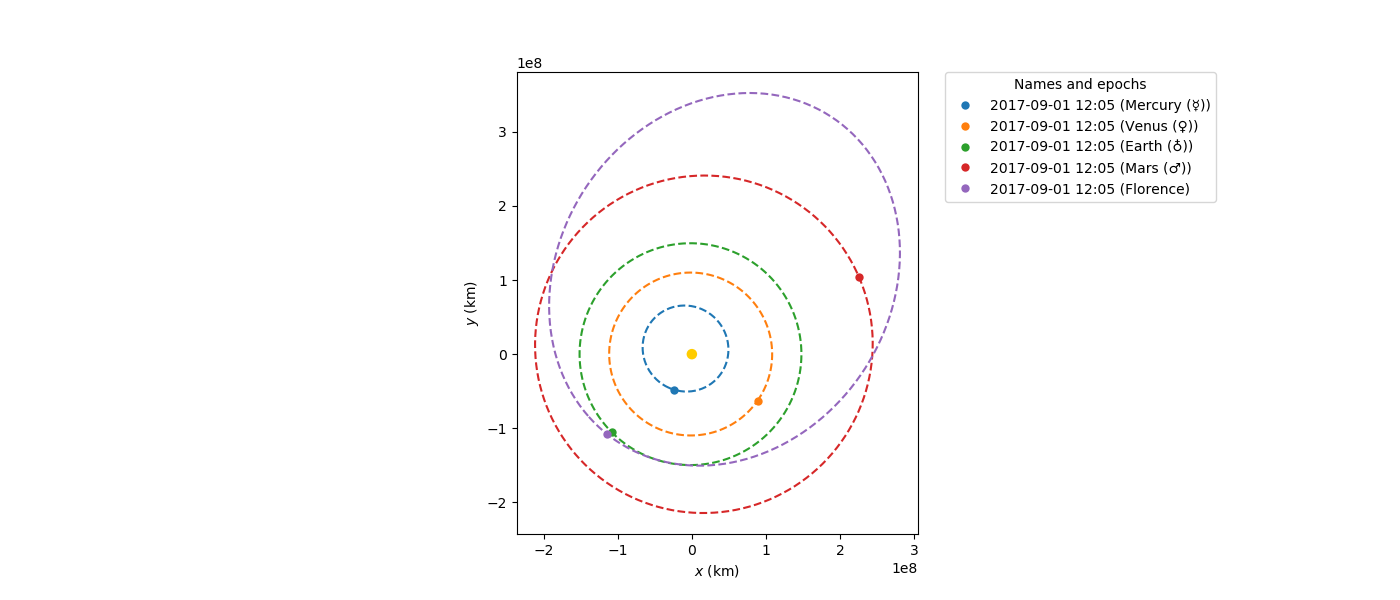 1e8
Names and epochs
2017-09-01 12:05 (Mercury (☿))
2017-09-01 12:05 (Venus (♀))
2017-09-01 12:05 (Earth (♁))
2017-09-01 12:05 (Mars (♂))
2017-09-01 12:05 (Florence)
3
2
1
0
−1
−2
y (km)
−2 −1 0 1 2 3
x (km)
1e8